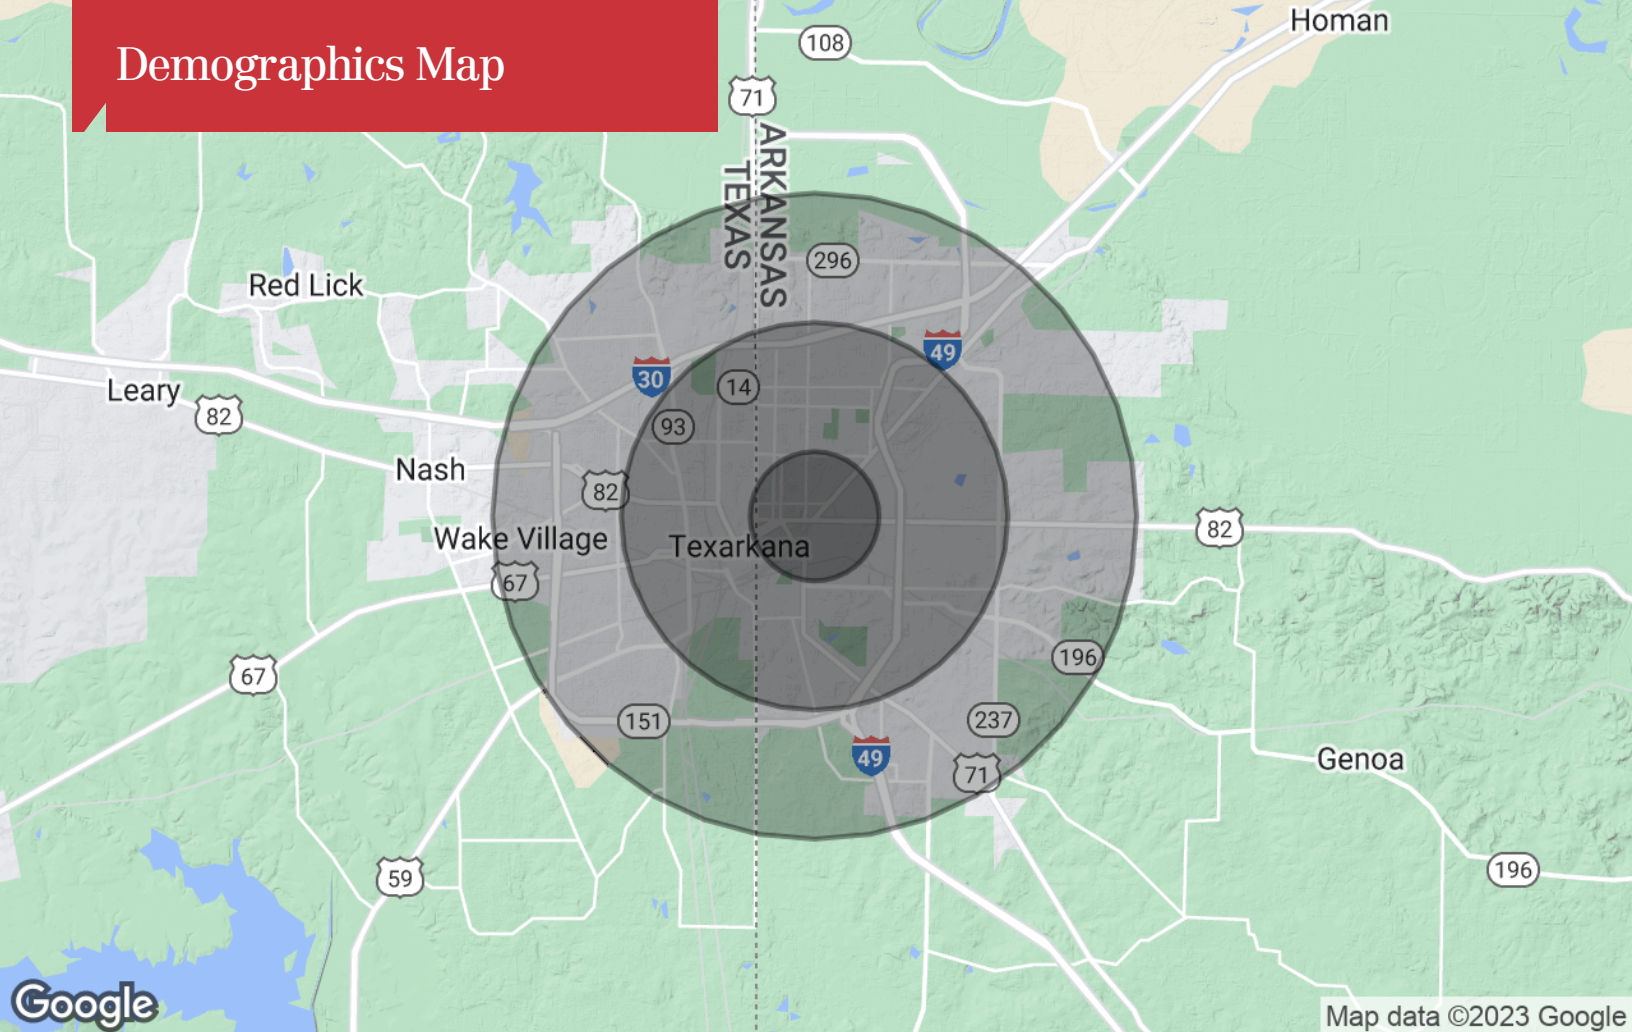 Demographics Map
Homan
108
71
ARKANSAS
TEXAS
296
Red Lick
49
30
14
Leary
82
93
Nash
82
82
Wake Village
Texarkana
67
196
67
151
237
49
71
Genoa
59
196
Google
Map data ©2023 Google